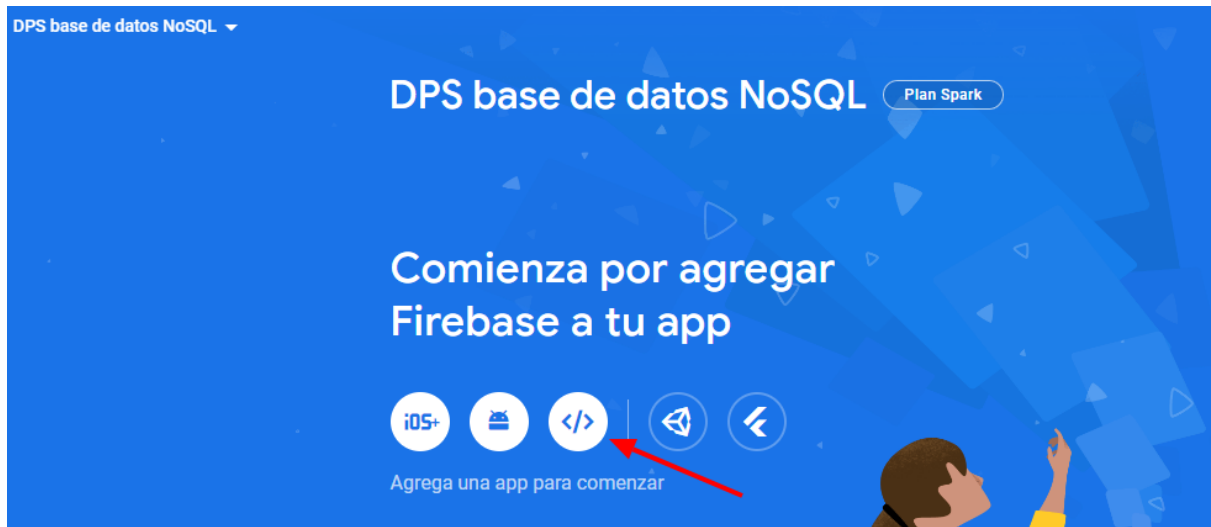 DPS base de datos NoSQL
DPS base de datos NoSQL Plan Spark
Comienza por agregar
Firebase a tu app
iOS+ </>
Agrega una app para comenzar